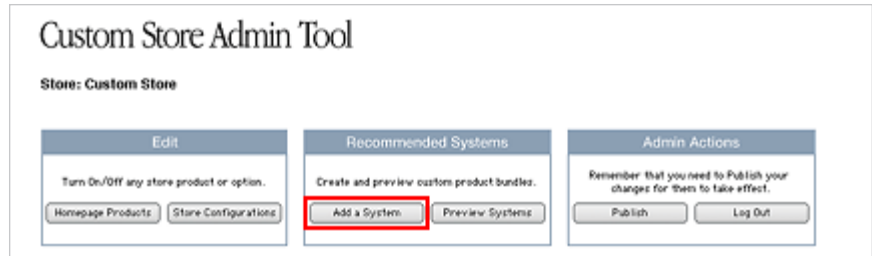 Custom Store Admin Tool
Store: Custom Store
Edit
Turn On/Off any store product or option.
Homepage Products
Store Configurations
Recommended Systems
Create and preview custom product bundles.
Add a System
Preview Systems
Admin Actions
Remember that you need to Publish your
changes for them to take effect.
Publish
Log Out